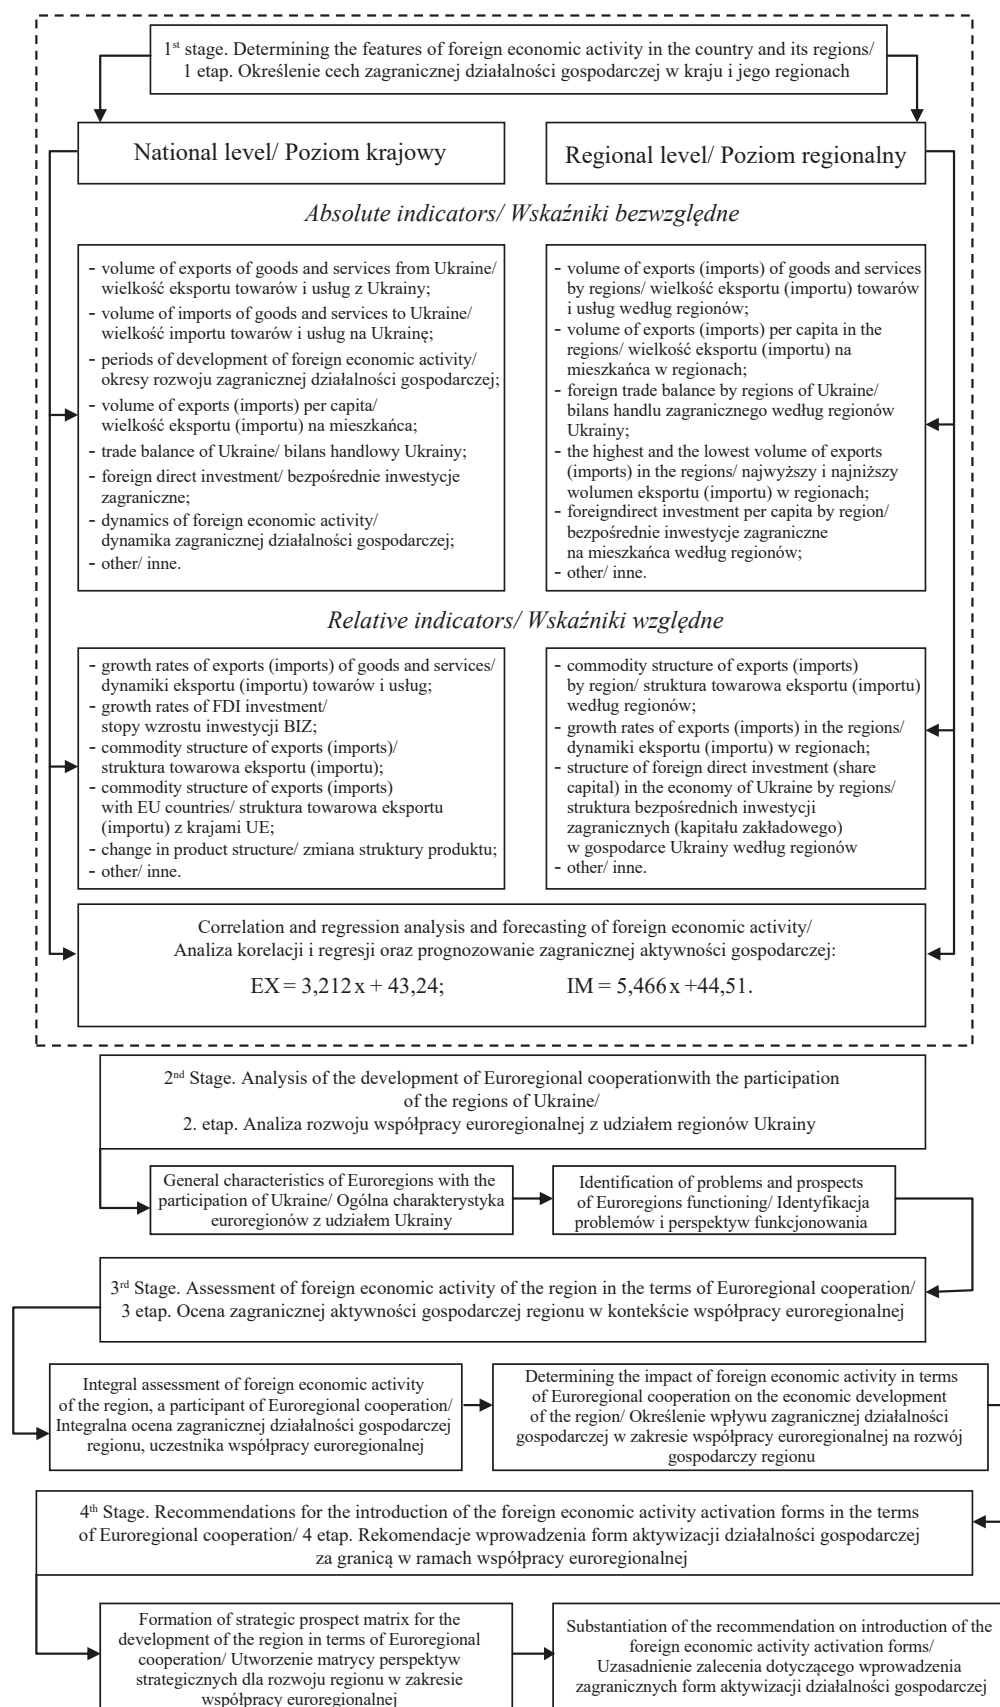 1st stage. Determining the features of foreign economic activity in the country and its regions/
1 etap. Określenie cech zagranicznej działalności gospodarczej w kraju i jego regionach
National level/ Poziom krajowy
Regional level/ Poziom regionalny
Absolute indicators/ Wskaźniki bezwzględne
- volume of exports of goods and services from Ukraine/
wielkość eksportu towarów i usług z Ukrainy;
- volume of imports of goods and services to Ukraine/
wielkość importu towarów i usług na Ukrainę;
- periods of development of foreign economic activity/
okresy rozwoju zagranicznej działalności gospodarczej;
- volume of exports (imports) per capita/
wielkość eksportu (importu) na mieszkańca;
- trade balance of Ukraine/ bilans handlowy Ukrainy;
- foreign direct investment/ bezpośrednie inwestycje
zagraniczne;
- dynamics of foreign economic activity/
dynamika zagranicznej działalności gospodarczej;
- other/ inne.
- volume of exports (imports) of goods and services
by regions/ wielkość eksportu (importu) towarów
i usług według regionów;
- volume of exports (imports) per capita in the
regions/ wielkość eksportu (importu) na
mieszkańca w regionach;
- foreign trade balance by regions of Ukraine/
bilans handlu zagranicznego według regionów
Ukrainy;
- the highest and the lowest volume of exports
(imports) in the regions/ najwyższy i najniższy
wolumen eksportu (importu) w regionach;
- foreigndirect investment per capita by region/
bezpośrednie inwestycje zagraniczne
na mieszkańca według regionów;
- other/ inne.
Relative indicators/ Wskaźniki względne
- growth rates of exports (imports) of goods and services/
dynamiki eksportu (importu) towarów i usług;
- growth rates of FDI investment/
stopy wzrostu inwestycji BIZ;
- commodity structure of exports (imports)/
struktura towarowa eksportu (importu);
- commodity structure of exports (imports)
with EU countries/ struktura towarowa eksportu
(importu) z krajami UE;
- change in product structure/ zmiana struktury produktu;
- other/ inne.
- commodity structure of exports (imports)
by region/ struktura towarowa eksportu (importu)
według regionów;
- growth rates of exports (imports) in the regions/
dynamiki eksportu (importu) w regionach;
- structure of foreign direct investment (share
capital) in the economy of Ukraine by regions/
struktura bezpośrednich inwestycji
zagranicznych (kapitału zakładowego)
w gospodarce Ukrainy według regionów
- other/ inne.
Correlation and regression analysis and forecasting of foreign economic activity/
Analiza korelacji i regresji oraz prognozowanie zagranicznej aktywności gospodarczej:
EX = 3,212 x + 43,24; IM = 5,466 x +44,51.
2nd Stage. Analysis of the development of Euroregional cooperationwith the participation
of the regions of Ukraine/
2. etap. Analiza rozwoju współpracy euroregionalnej z udziałem regionów Ukrainy
General characteristics of Euroregions with the
participation of Ukraine/ Ogólna charakterystyka
euroregionów z udziałem Ukrainy
Identification of problems and prospects
of Euroregions functioning/ Identyfikacja
problemów i perspektyw funkcjonowania
3rd Stage. Assessment of foreign economic activity of the region in the terms of Euroregional cooperation/
3 etap. Ocena zagranicznej aktywności gospodarczej regionu w kontekście współpracy euroregionalnej
Integral assessment of foreign economic activity
of the region, a participant of Euroregional cooperation/
Integralna ocena zagranicznej działalności gospodarczej
regionu, uczestnika współpracy euroregionalnej
Determining the impact of foreign economic activity in terms
of Euroregional cooperation on the economic development
of the region/ Określenie wpływu zagranicznej działalności
gospodarczej w zakresie współpracy euroregionalnej na rozwój
gospodarczy regionu
4th Stage. Recommendations for the introduction of the foreign economic activity activation forms in the terms
of Euroregional cooperation/ 4 etap. Rekomendacje wprowadzenia form aktywizacji działalności gospodarczej
za granicą w ramach współpracy euroregionalnej
Formation of strategic prospect matrix for the
development of the region in terms of Euroregional
cooperation/ Utworzenie matrycy perspektyw
strategicznych dla rozwoju regionu w zakresie
współpracy euroregionalnej
Substantiation of the recommendation on introduction of the
foreign economic activity activation forms/
Uzasadnienie zalecenia dotyczącego wprowadzenia
zagranicznych form aktywizacji działalności gospodarczej